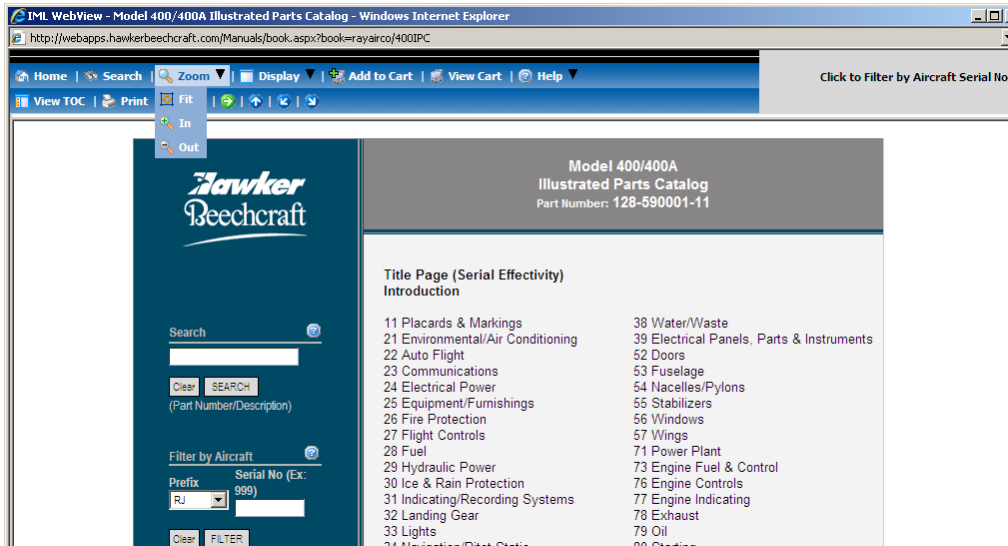 IML WebView - Model 400/400A Illustrated Parts Catalog - Windows Internet Explorer
http://webapps.hawkerbeechcraft.com/Manuals/book.aspx?book=rayairco/400IPC
Home | Search | Zoom | Display | Add to Cart | View Cart | Help
Click to Filter by Aircraft Serial No
View TOC | Print
Fit
In
Out
Hawker
Beechcraft
Model 400/400A
Illustrated Parts Catalog
Part Number: 128-590001-11
Title Page (Serial Effectivity)
Introduction
Search
Clear SEARCH
(Part Number/Description)
Filter by Aircraft
Prefix
Serial No (Ex:
999)
RJ
Clear FILTER
11 Placards & Markings
21 Environmental/Air Conditioning
22 Auto Flight
23 Communications
24 Electrical Power
25 Equipment/Furnishings
26 Fire Protection
27 Flight Controls
28 Fuel
29 Hydraulic Power
30 Ice & Rain Protection
31 Indicating/Recording Systems
32 Landing Gear
33 Lights
34 Navigation/Pitot Static
38 Water/Waste
39 Electrical Panels, Parts & Instruments
52 Doors
53 Fuselage
54 Nacelles/Pylons
55 Stabilizers
56 Windows
57 Wings
71 Power Plant
73 Engine Fuel & Control
76 Engine Controls
77 Engine Indicating
78 Exhaust
79 Oil
80 Starting